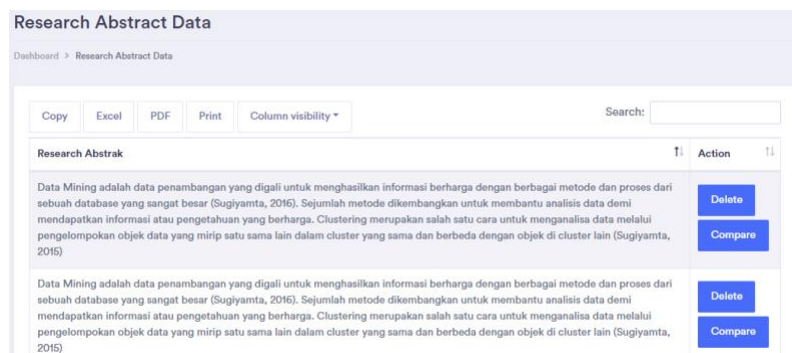 Research Abstract Data
Dashboard > Research Abstract Data
Copy Excel PDF Print Column visibility Search:
Research Abstrak Action
Data Mining adalah data penambangan yang digali untuk menghasilkan informasi berharga dengan berbagai metode dan proses dari
sebuah database yang sangat besar (Sugiyamta, 2016). Sejumlah metode dikembangkan untuk membantu analisis data demi
mendapatkan informasi atau pengetahuan yang berharga. Clustering merupakan salah satu cara untuk menganalisa data melalui
pengelompokan objek data yang mirip satu sama lain dalam cluster yang sama dan berbeda dengan objek di cluster lain (Sugiyamta,
2015)
Delete
Compare
Data Mining adalah data penambangan yang digali untuk menghasilkan informasi berharga dengan berbagai metode dan proses dari
sebuah database yang sangat besar (Sugiyamta, 2016). Sejumlah metode dikembangkan untuk membantu analisis data demi
mendapatkan informasi atau pengetahuan yang berharga. Clustering merupakan salah satu cara untuk menganalisa data melalui
pengelompokan objek data yang mirip satu sama lain dalam cluster yang sama dan berbeda dengan objek di cluster lain (Sugiyamta,
2015)
Delete
Compare